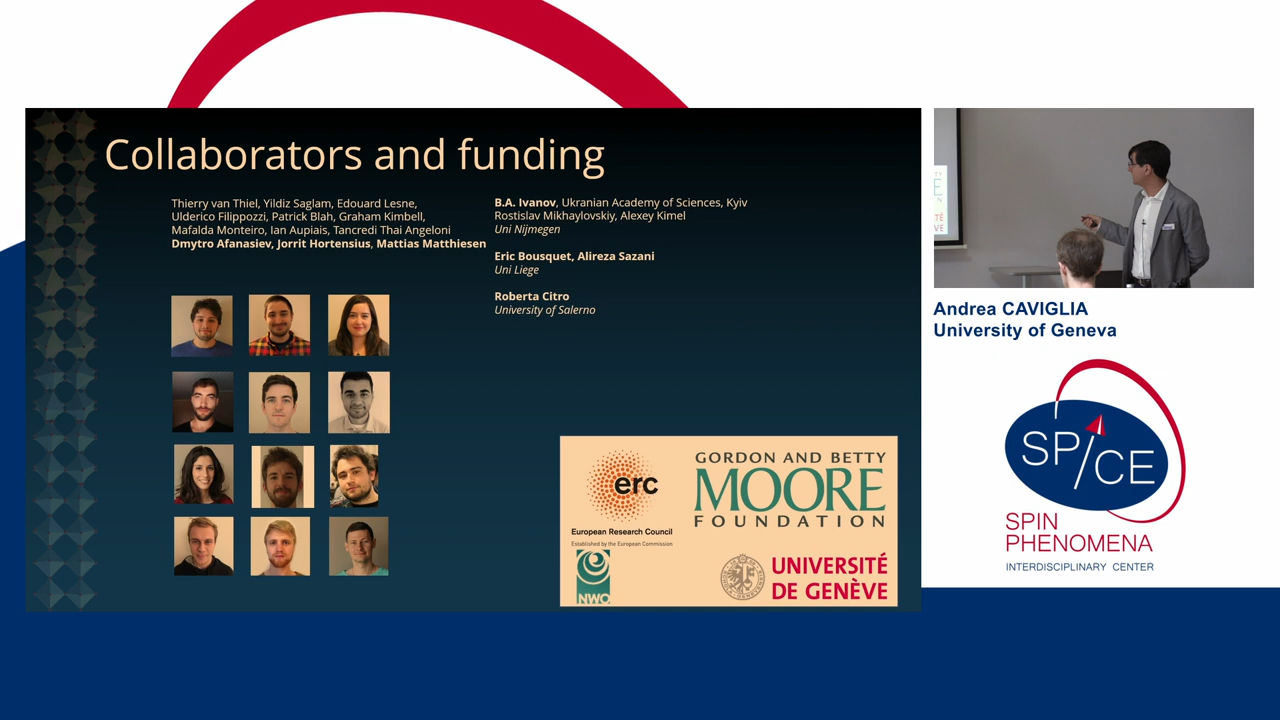 Collaborators and funding
Thierry van Thiel, Yildiz Saglam, Edouard Lesne,
Ulderico Filippozzi, Patrick Blah, Graham Kimbell,
Mafalda Monteiro, Ian Aupiais, Tancredi Thai Angeloni
Dmytro Afanasiev, Jorrit Hortensius, Mattias Matthiesen
B.A. Ivanov, Ukranian Academy of Sciences, Kyiv
Rostislav Mikhaylovskiy, Alexey Kimel
Uni Nijmegen
Eric Bousquet, Alireza Sazani
Uni Liege
Roberta Citro
University of Salerno
erc
European Research Council
Established by the European Commission
NWO
GORDON AND BETTY
MOORE
FOUNDATION
UNIVERSITÉ
DE GENÈVE
Andrea CAVIGLIA
University of Geneva
SPICE
SPIN
PHENOMENA
INTERDISCIPLINARY CENTER